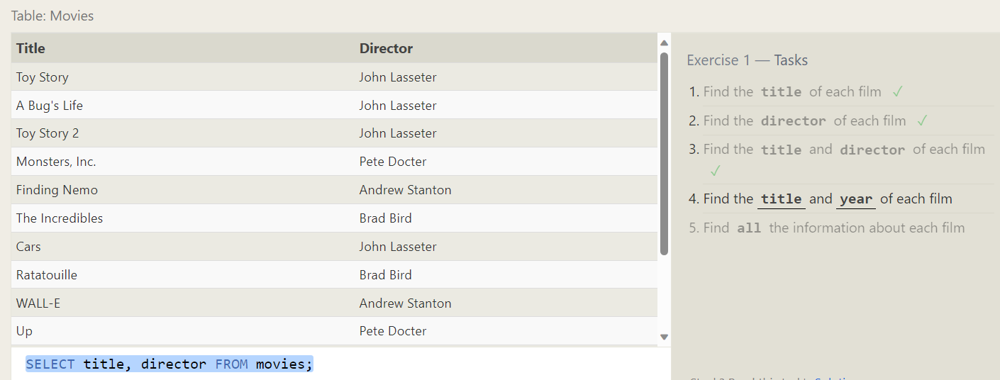 Table: Movies
Title Director
Toy Story John Lasseter
A Bug's Life John Lasseter
Toy Story 2 John Lasseter
Monsters, Inc. Pete Docter
Finding Nemo Andrew Stanton
The Incredibles Brad Bird
Cars John Lasseter
Ratatouille Brad Bird
WALL-E Andrew Stanton
Up Pete Docter
SELECT title, director FROM movies;
Exercise 1 — Tasks
1. Find the title of each film ✓
2. Find the director of each film ✓
3. Find the title and director of each film
✓
4. Find the title and year of each film
5. Find all the information about each film